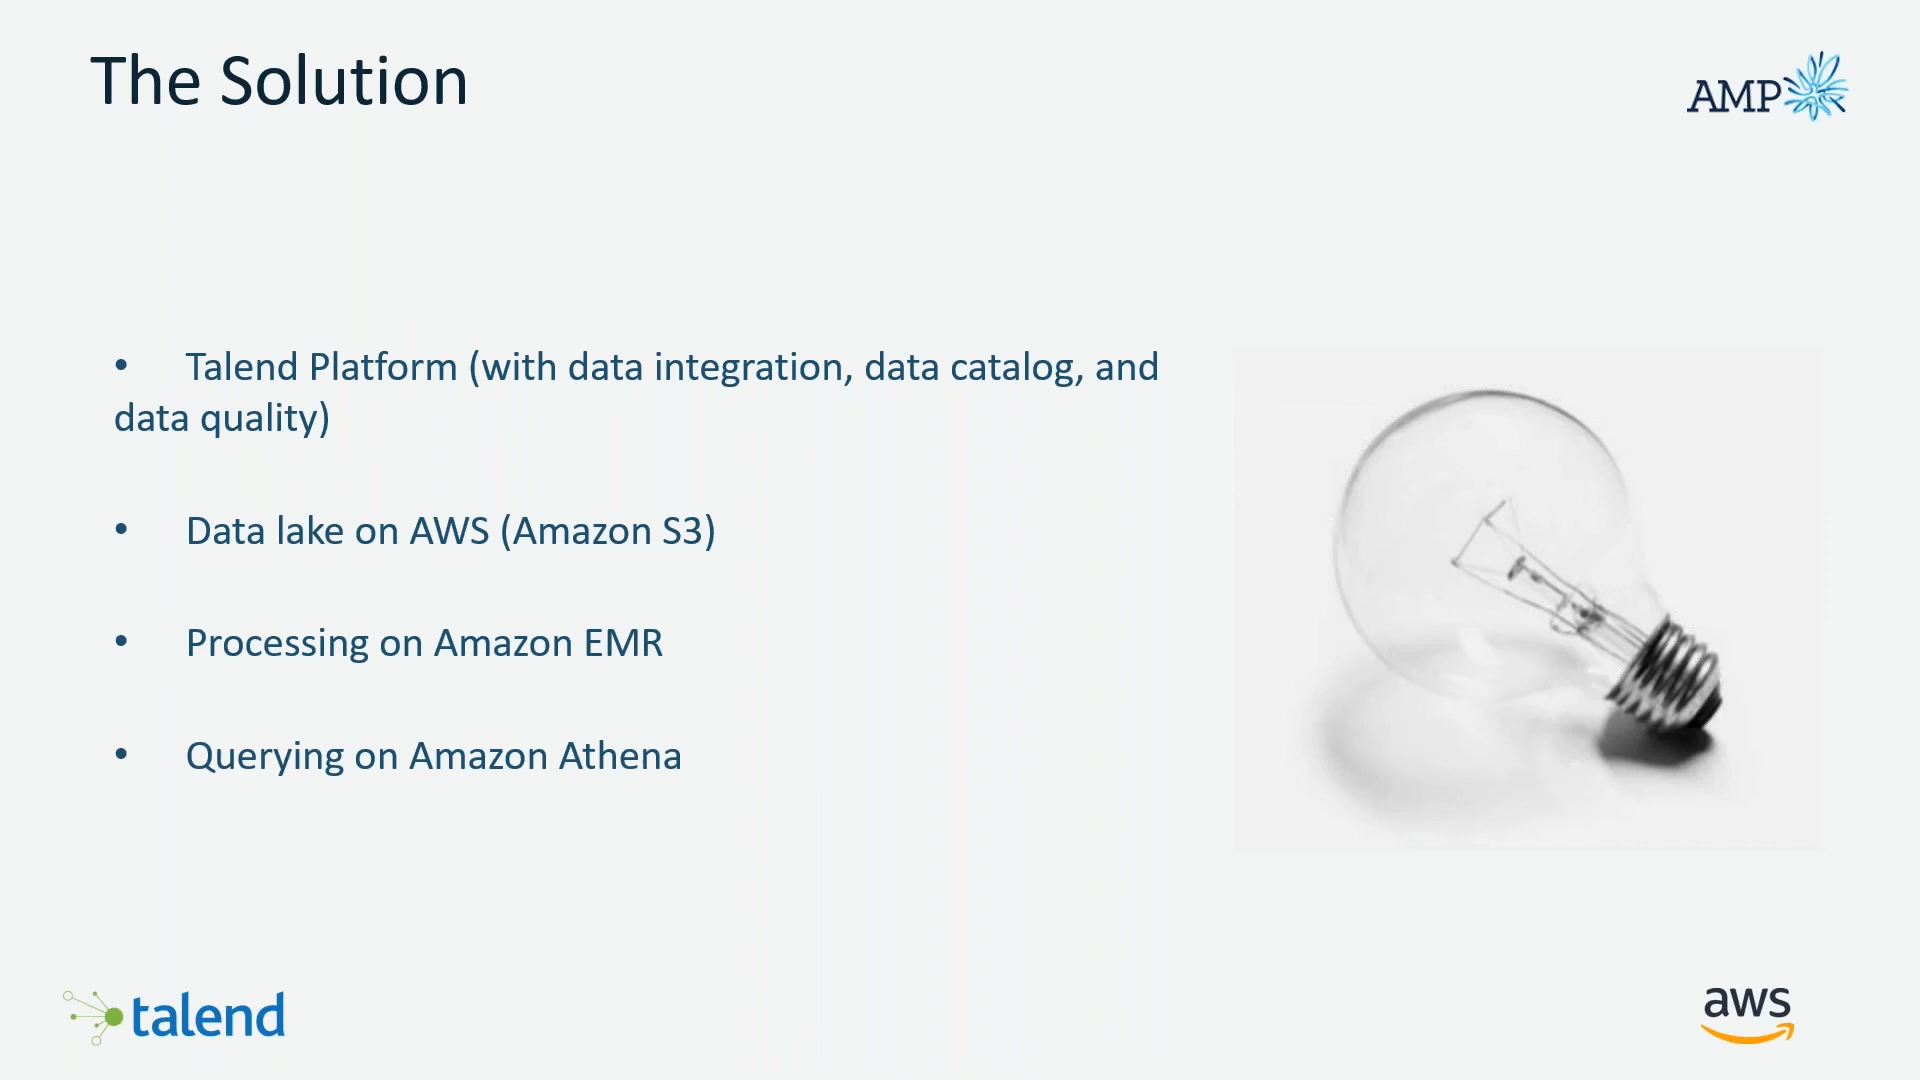 The Solution
AMP
• Talend Platform (with data integration, data catalog, and
data quality)
• Data lake on AWS (Amazon S3)
• Processing on Amazon EMR
• Querying on Amazon Athena
talend
aws